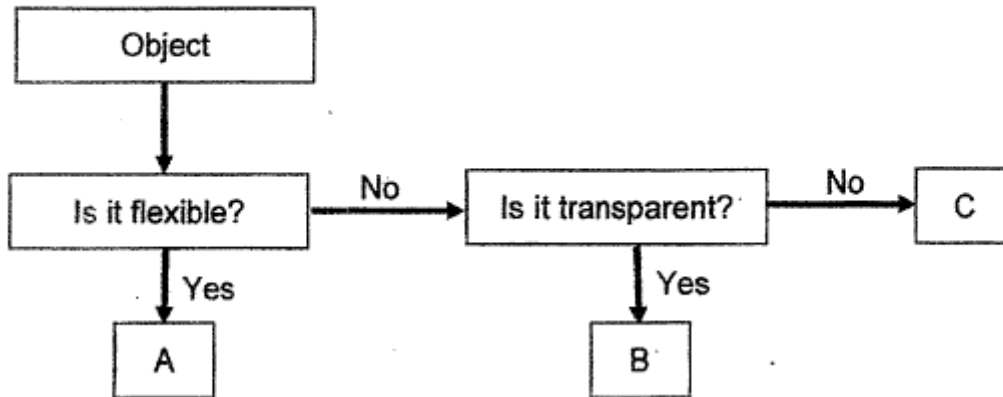 Object
Is it flexible?
No
Is it transparent?
No
C
Yes
Yes
A
B